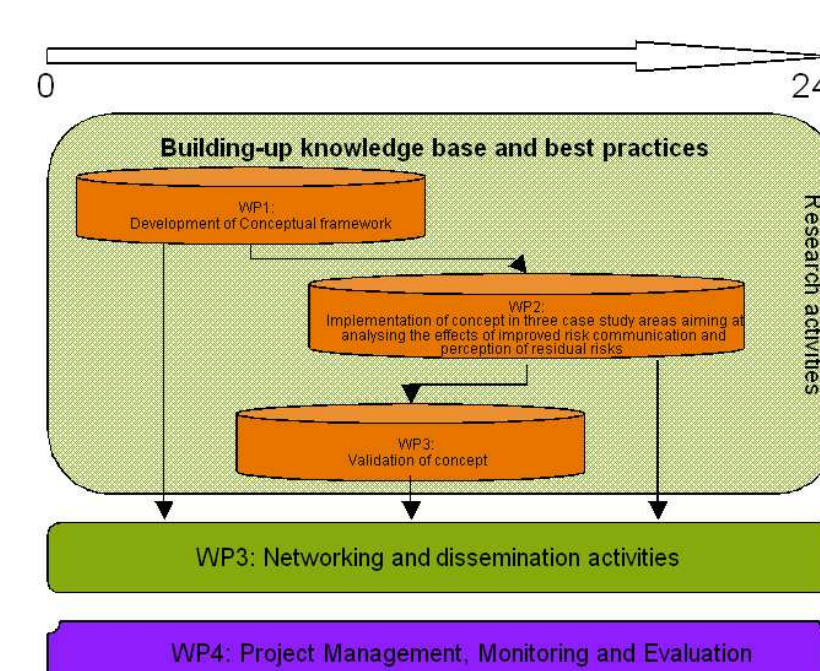 0
24
Building-up knowledge base and best practices
WP1:
Development of Conceptual framework
Research activities
WP2:
Implementation of concept in three case study areas aiming at
analysing the effects of improved risk communication and
perception of residual risks
WP3:
Validation of concept
WP3: Networking and dissemination activities
WP4: Project Management, Monitoring and Evaluation